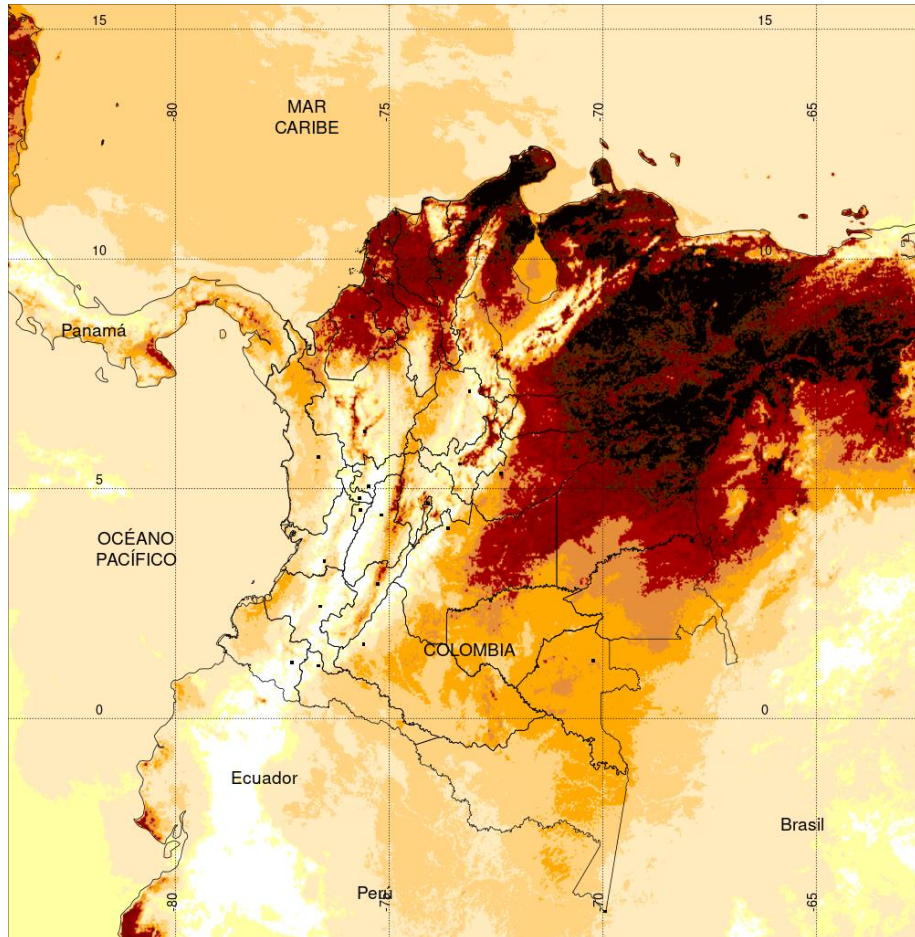 15
15
-80
-75
-70
-65
MAR
CARIBE
10
10
Panamá
5
5
OCÉANO
PACÍFICO
COLOMBIA
0
0
Ecuador
Brasil
Perú
-80
-75
-70
-65